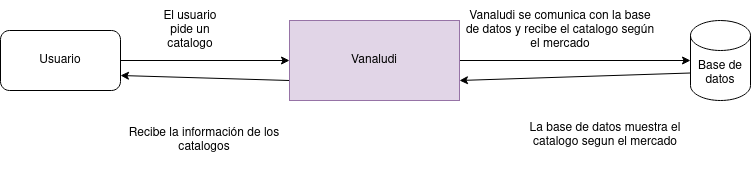 El usuario
pide un
catalogo
Vanaludi se comunica con la base
de datos y recibe el catalogo según
el mercado
Usuario
Vanaludi
Base de
datos
Recibe la información de los
catalogos
La base de datos muestra el
catalogo segun el mercado